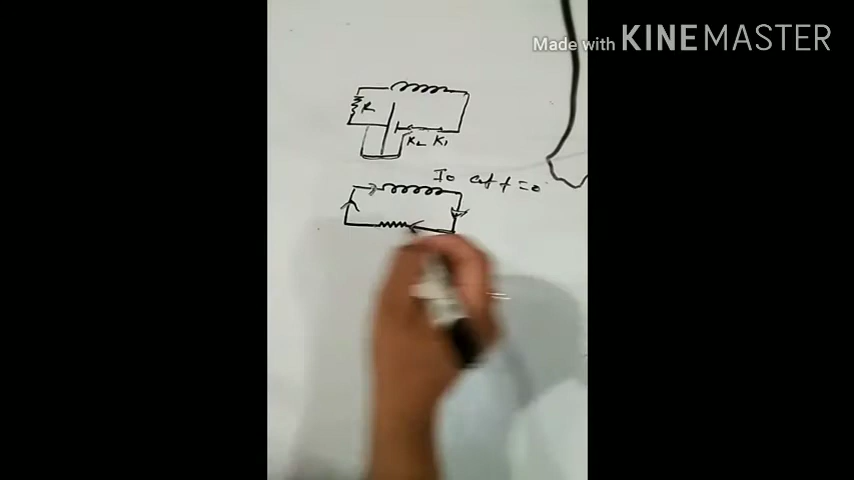 Made with KINEMASTER
R
K₂ K₁
I₀ at t = 0